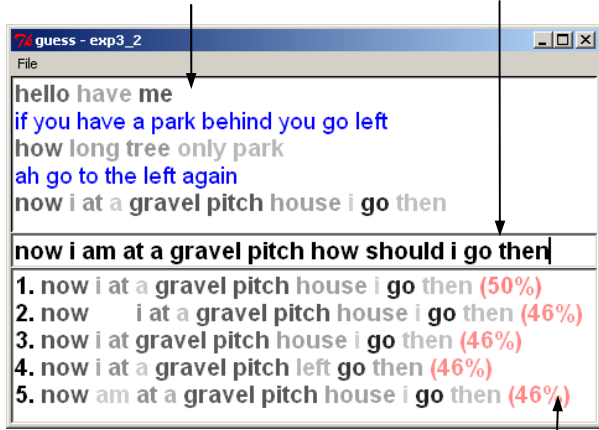 guess - exp3_2
File
hello have me
if you have a park behind you go left
how long tree only park
ah go to the left again
now i at a gravel pitch house i go then
now i am at a gravel pitch how should i go then
1. now i at a gravel pitch house i go then (50%)
2. now i at a gravel pitch house i go then (46%)
3. now i at gravel pitch house i go then (46%)
4. now i at a gravel pitch left go then (46%)
5. now am at a gravel pitch house i go then (46%)